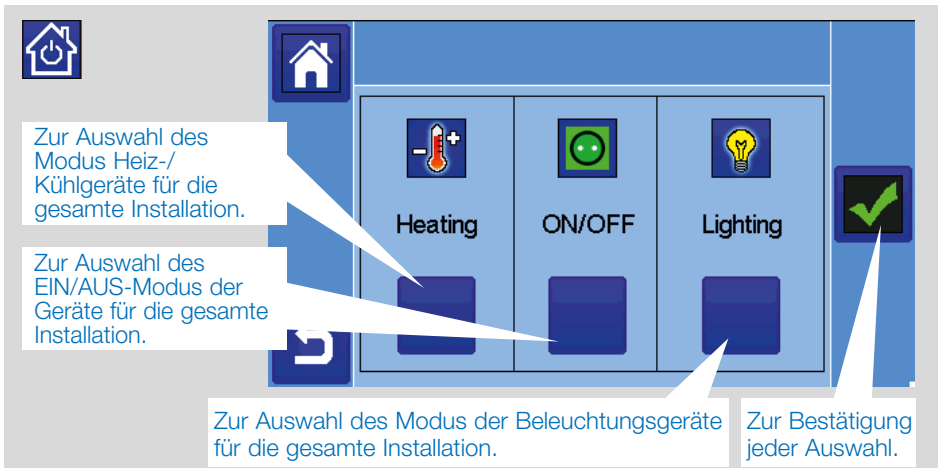 Zur Auswahl des
Modus Heiz-/
Kühlgeräte für die
gesamte Installation.
Heating
ON/OFF
Lighting
Zur Auswahl des
EIN/AUS-Modus der
Geräte für die gesamte
Installation.
Zur Auswahl des Modus der Beleuchtungsgeräte
für die gesamte Installation.
Zur Bestätigung
jeder Auswahl.